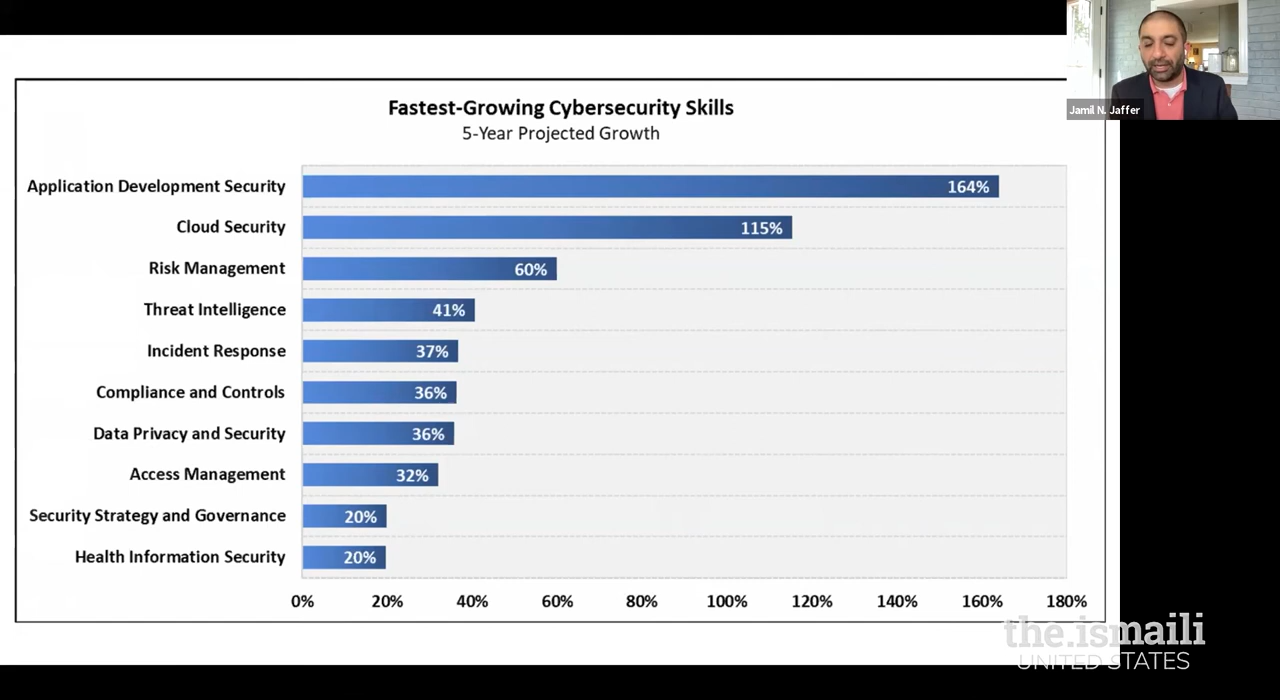 Jamil N. Jaffer
Fastest-Growing Cybersecurity Skills
5-Year Projected Growth
Application Development Security 164%
Cloud Security 115%
Risk Management 60%
Threat Intelligence 41%
Incident Response 37%
Compliance and Controls 36%
Data Privacy and Security 36%
Access Management 32%
Security Strategy and Governance 20%
Health Information Security 20%
0% 20% 40% 60% 80% 100% 120% 140% 160% 180%
the.ismaili
UNITED STATES